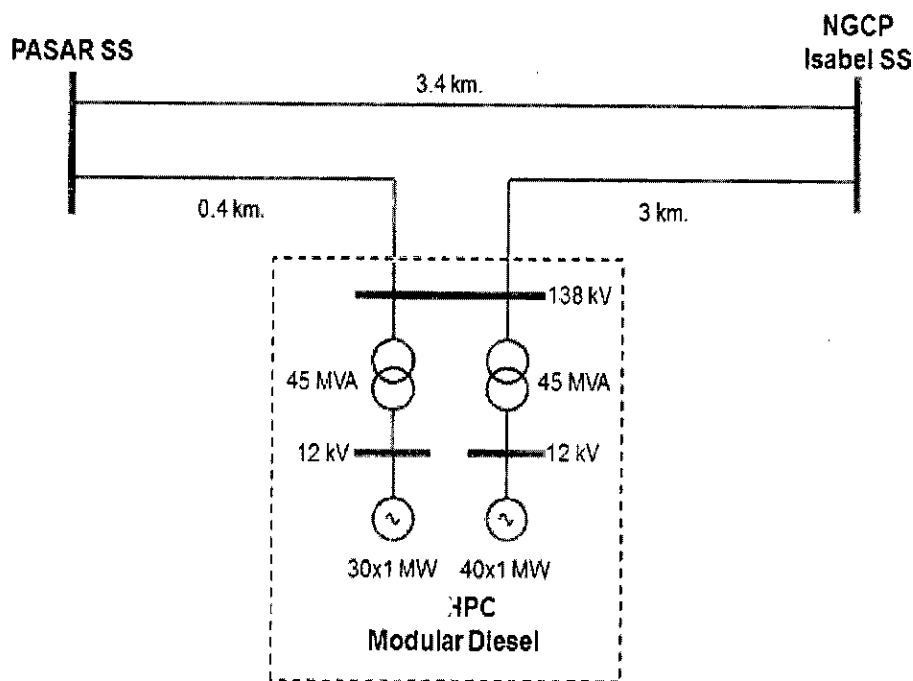 PASAR SS
NGCP
Isabel SS
3.4 km.
0.4 km.
3 km.
138 kV
45 MVA
45 MVA
12 kV
12 kV
30x1 MW
40x1 MW
Modular Diesel